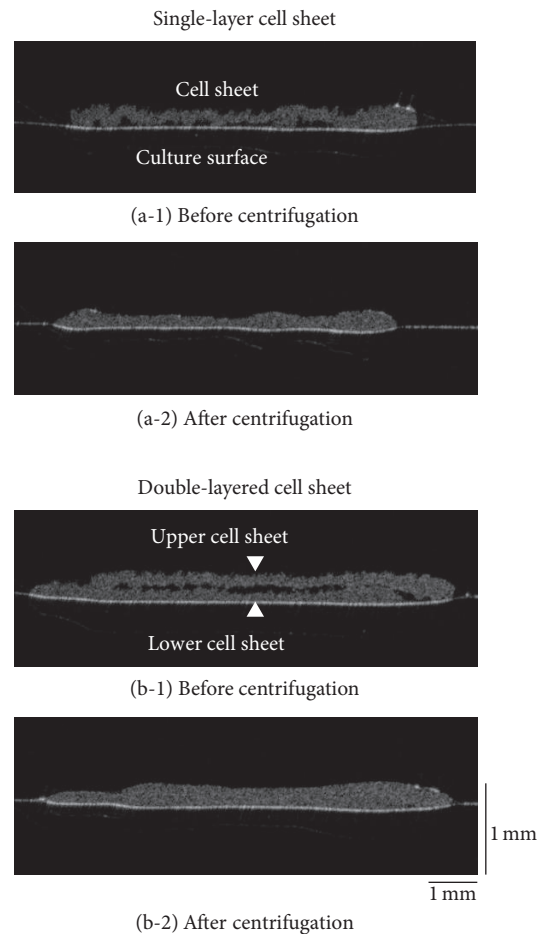 Single-layer cell sheet
Cell sheet
Culture surface
(a-1) Before centrifugation
(a-2) After centrifugation
Double-layered cell sheet
Upper cell sheet
Lower cell sheet
(b-1) Before centrifugation
1 mm
1 mm
(b-2) After centrifugation